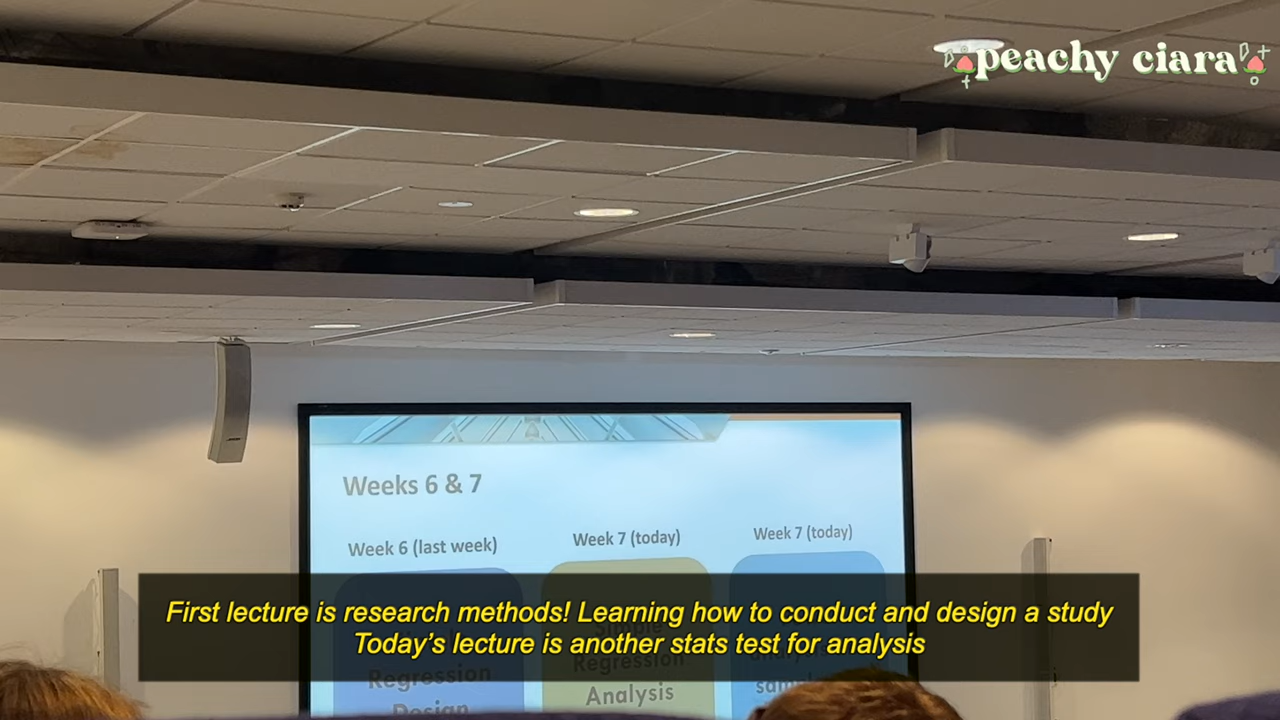 peachy ciara
Weeks 6 & 7
Week 6 (last week)
Week 7 (today)
Week 7 (today)
First lecture is research methods! Learning how to conduct and design a study
Today's lecture is another stats test for analysis
Regression
Design
Regression
Analysis